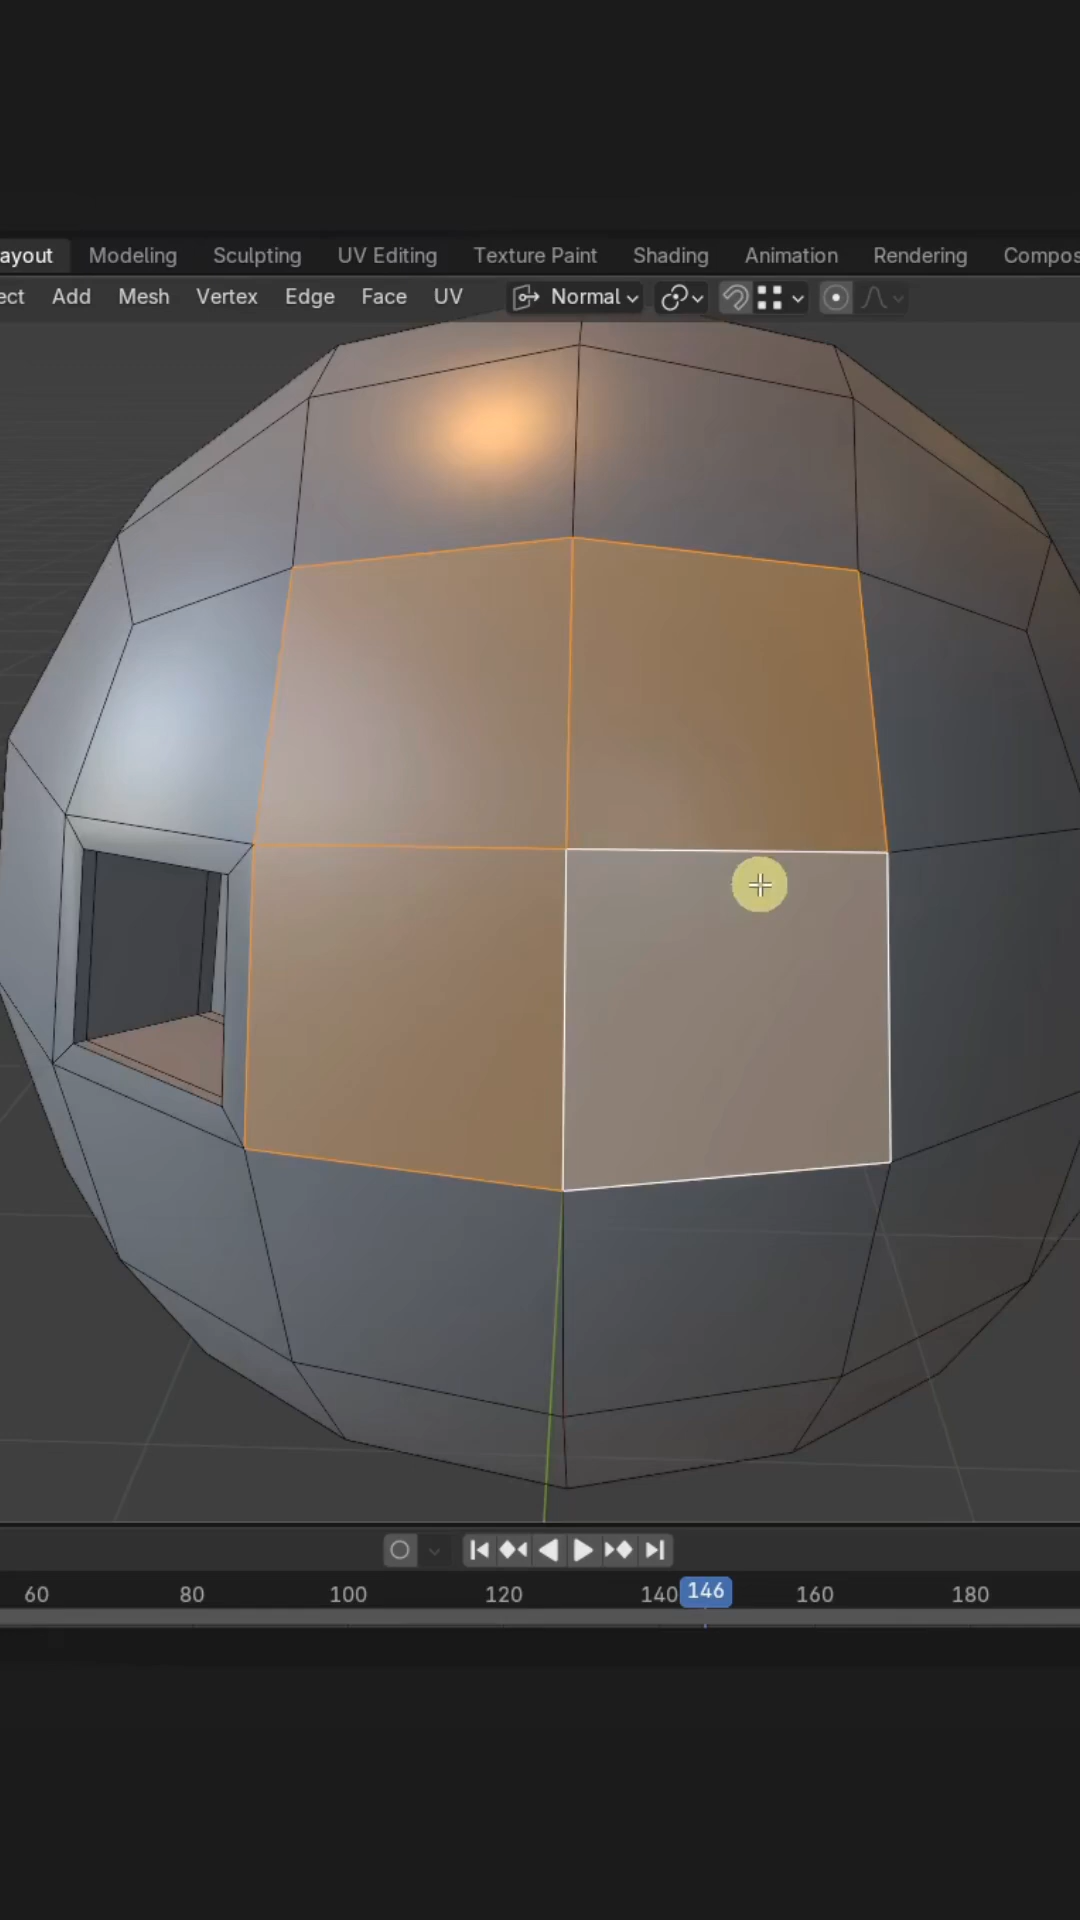 ayout Modeling Sculpting UV Editing Texture Paint Shading Animation Rendering Compos
ect Add Mesh Vertex Edge Face UV Normal
60 80 100 120 140 146 160 180